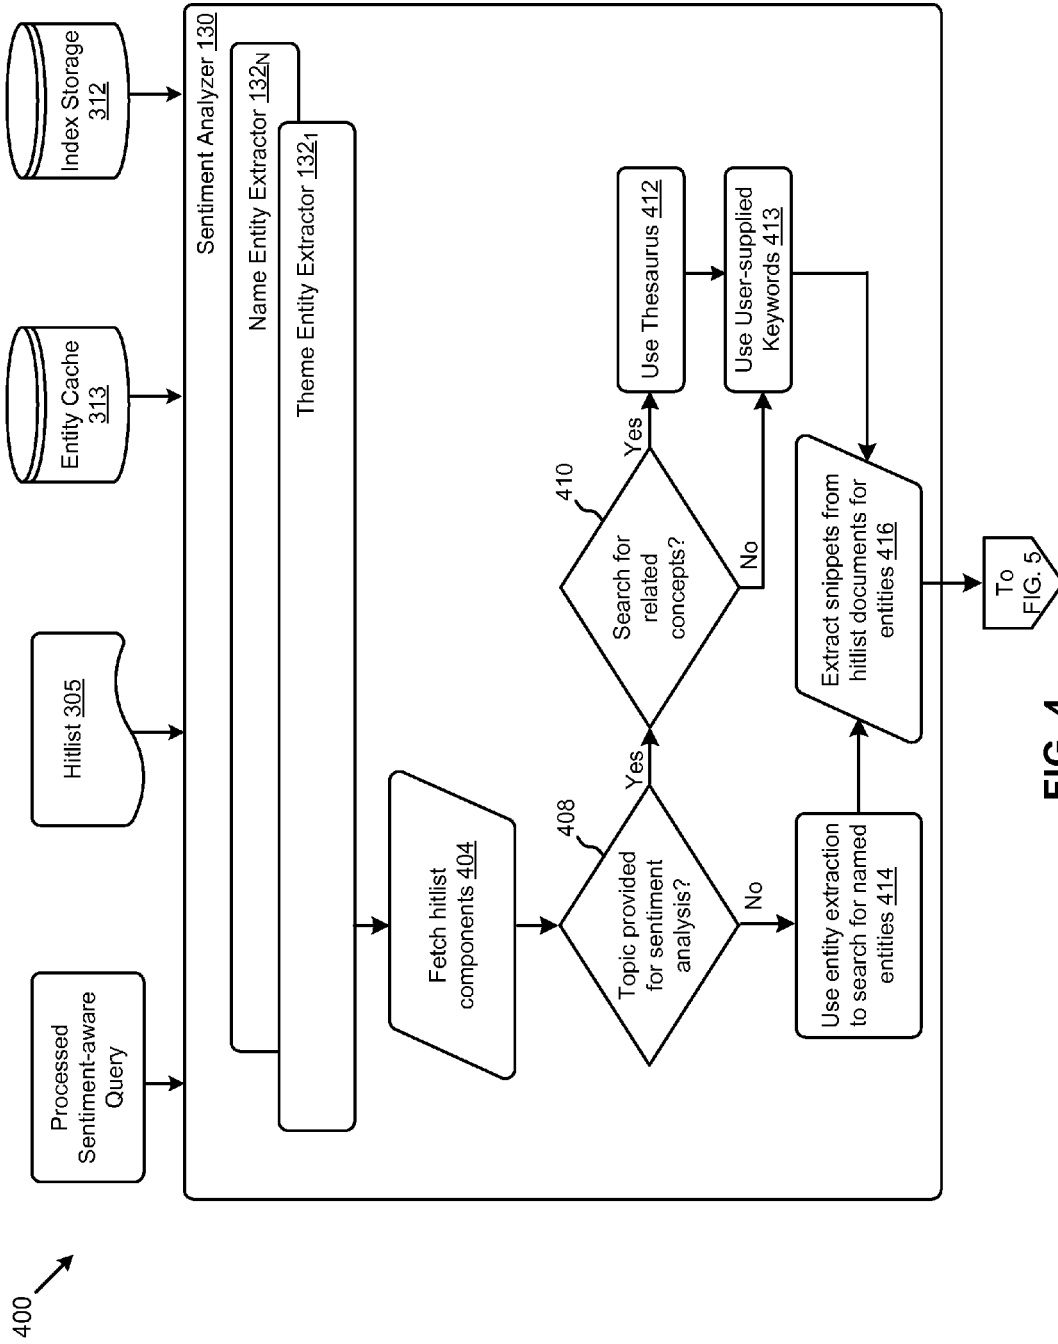 400
Processed
Sentiment-aware
Query
Hitlist 305
Entity Cache
313
Index Storage
312
Sentiment Analyzer 130
Name Entity Extractor 132N
Theme Entity Extractor 1321
Fetch hitlist
components 404
408
Topic provided
for sentiment
analysis?
Yes
No
410
Search for
related
concepts?
Yes
No
Use Thesaurus 412
Use User-supplied
Keywords 413
Use entity extraction
to search for named
entities 414
Extract snippets from
hitlist documents for
entities 416
To
FIG. 5
FIG. 4